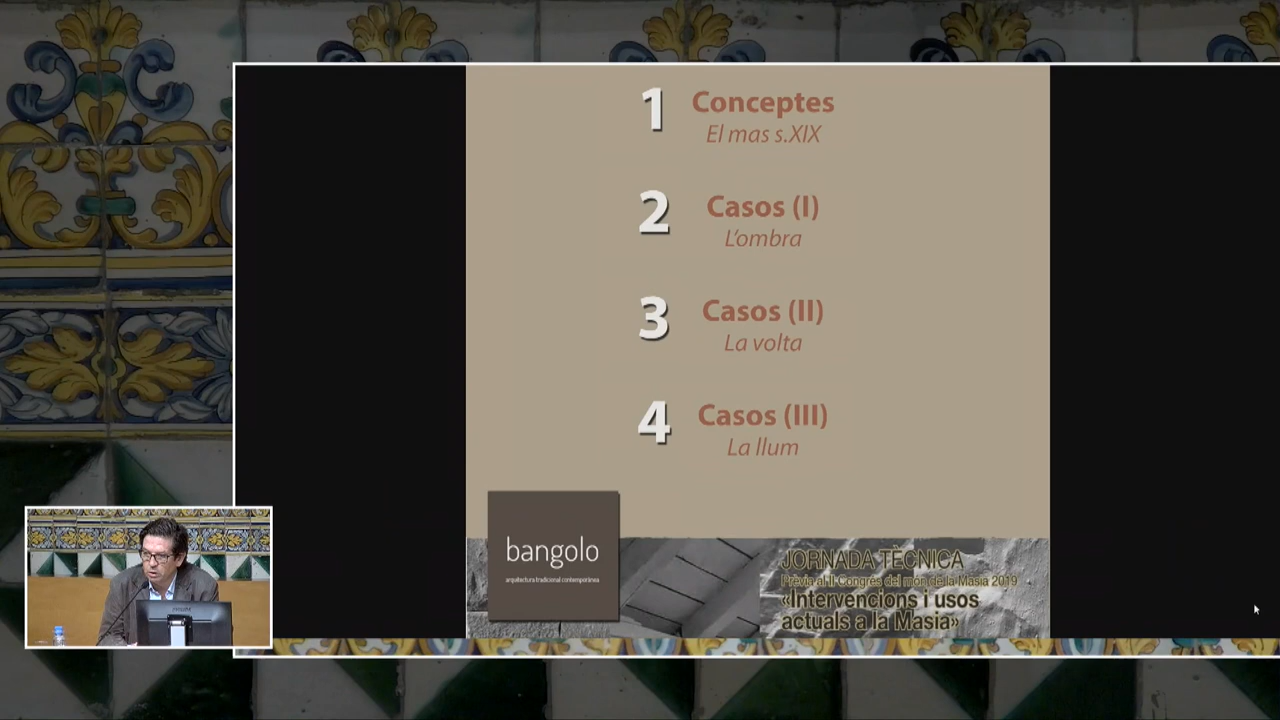 1 Conceptes
El mas s.XIX
2 Casos (I)
L'ombra
3 Casos (II)
La volta
4 Casos (III)
La llum
bangolo
arquitectura tradicional contemporània
JORNADA TÈCNICA
Prèvia al II Congrés del món de la Masia 2019
«Intervencions i usos
actuals a la Masia»